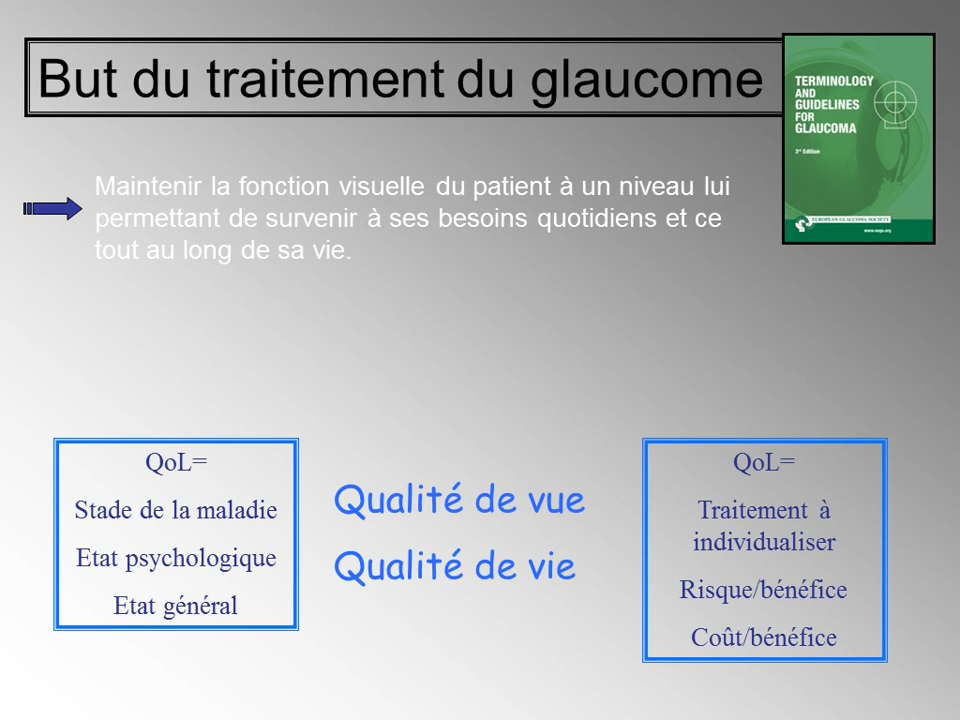 But du traitement du glaucome
TERMINOLOGY
AND
GUIDELINES
FOR
GLAUCOMA
3rd Edition
EUROPEAN GLAUCOMA SOCIETY
www.eugs.org
Maintenir la fonction visuelle du patient à un niveau lui
permettant de survenir à ses besoins quotidiens et ce
tout au long de sa vie.
QoL=
Stade de la maladie
Etat psychologique
Etat général
Qualité de vue
Qualité de vie
QoL=
Traitement à
individualiser
Risque/bénéfice
Coût/bénéfice